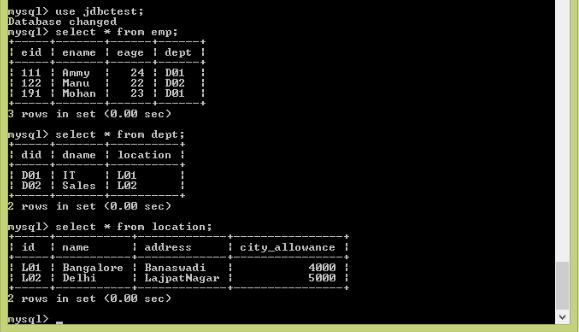 mysql> use jdbctest;
Database changed
mysql> select * from emp;
+-----+-------+------+------+
| eid | ename | eage | dept |
+-----+-------+------+------+
| 111 | Ammy  |   24 | D01  |
| 122 | Manu  |   22 | D02  |
| 191 | Mohan |   23 | D01  |
+-----+-------+------+------+
3 rows in set (0.00 sec)
mysql> select * from dept;
+-----+-------+----------+
| did | dname | location |
+-----+-------+----------+
| D01 | IT    | L01      |
| D02 | Sales | L02      |
+-----+-------+----------+
2 rows in set (0.00 sec)
mysql> select * from location;
+-----+-----------+-------------+----------------+
| id  | name      | address     | city_allowance |
+-----+-----------+-------------+----------------+
| L01 | Bangalore | Banaswadi   |           4000 |
| L02 | Delhi     | LajpatNagar |           5000 |
+-----+-----------+-------------+----------------+
2 rows in set (0.00 sec)
mysql> _